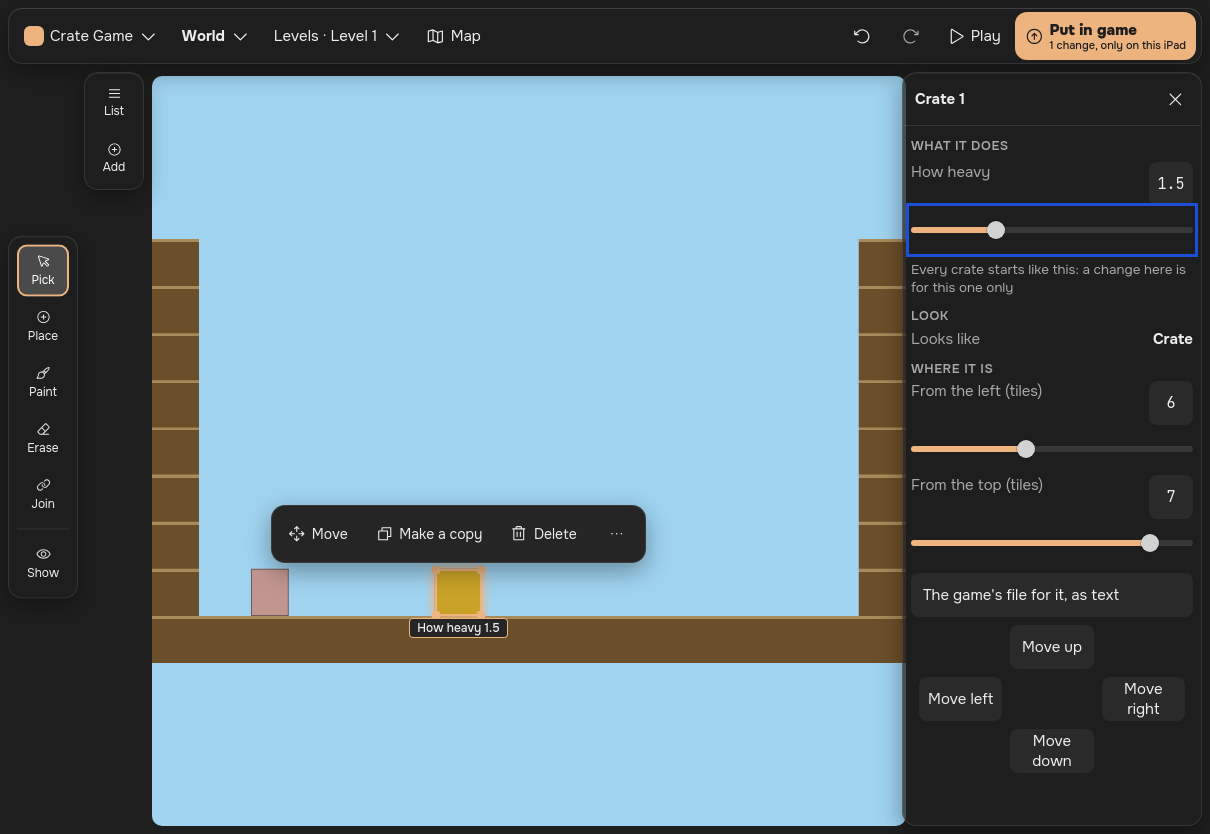 Crate Game
World
Levels · Level 1
Map
Play
Put in game
1 change, only on this iPad
List
Add
Pick
Place
Paint
Erase
Join
Show
Move
Make a copy
Delete
···
How heavy 1.5
Crate 1
WHAT IT DOES
How heavy
1.5
Every crate starts like this: a change here is
for this one only
LOOK
Looks like
Crate
WHERE IT IS
From the left (tiles)
6
From the top (tiles)
7
The game's file for it, as text
Move up
Move left
Move
right
Move
down